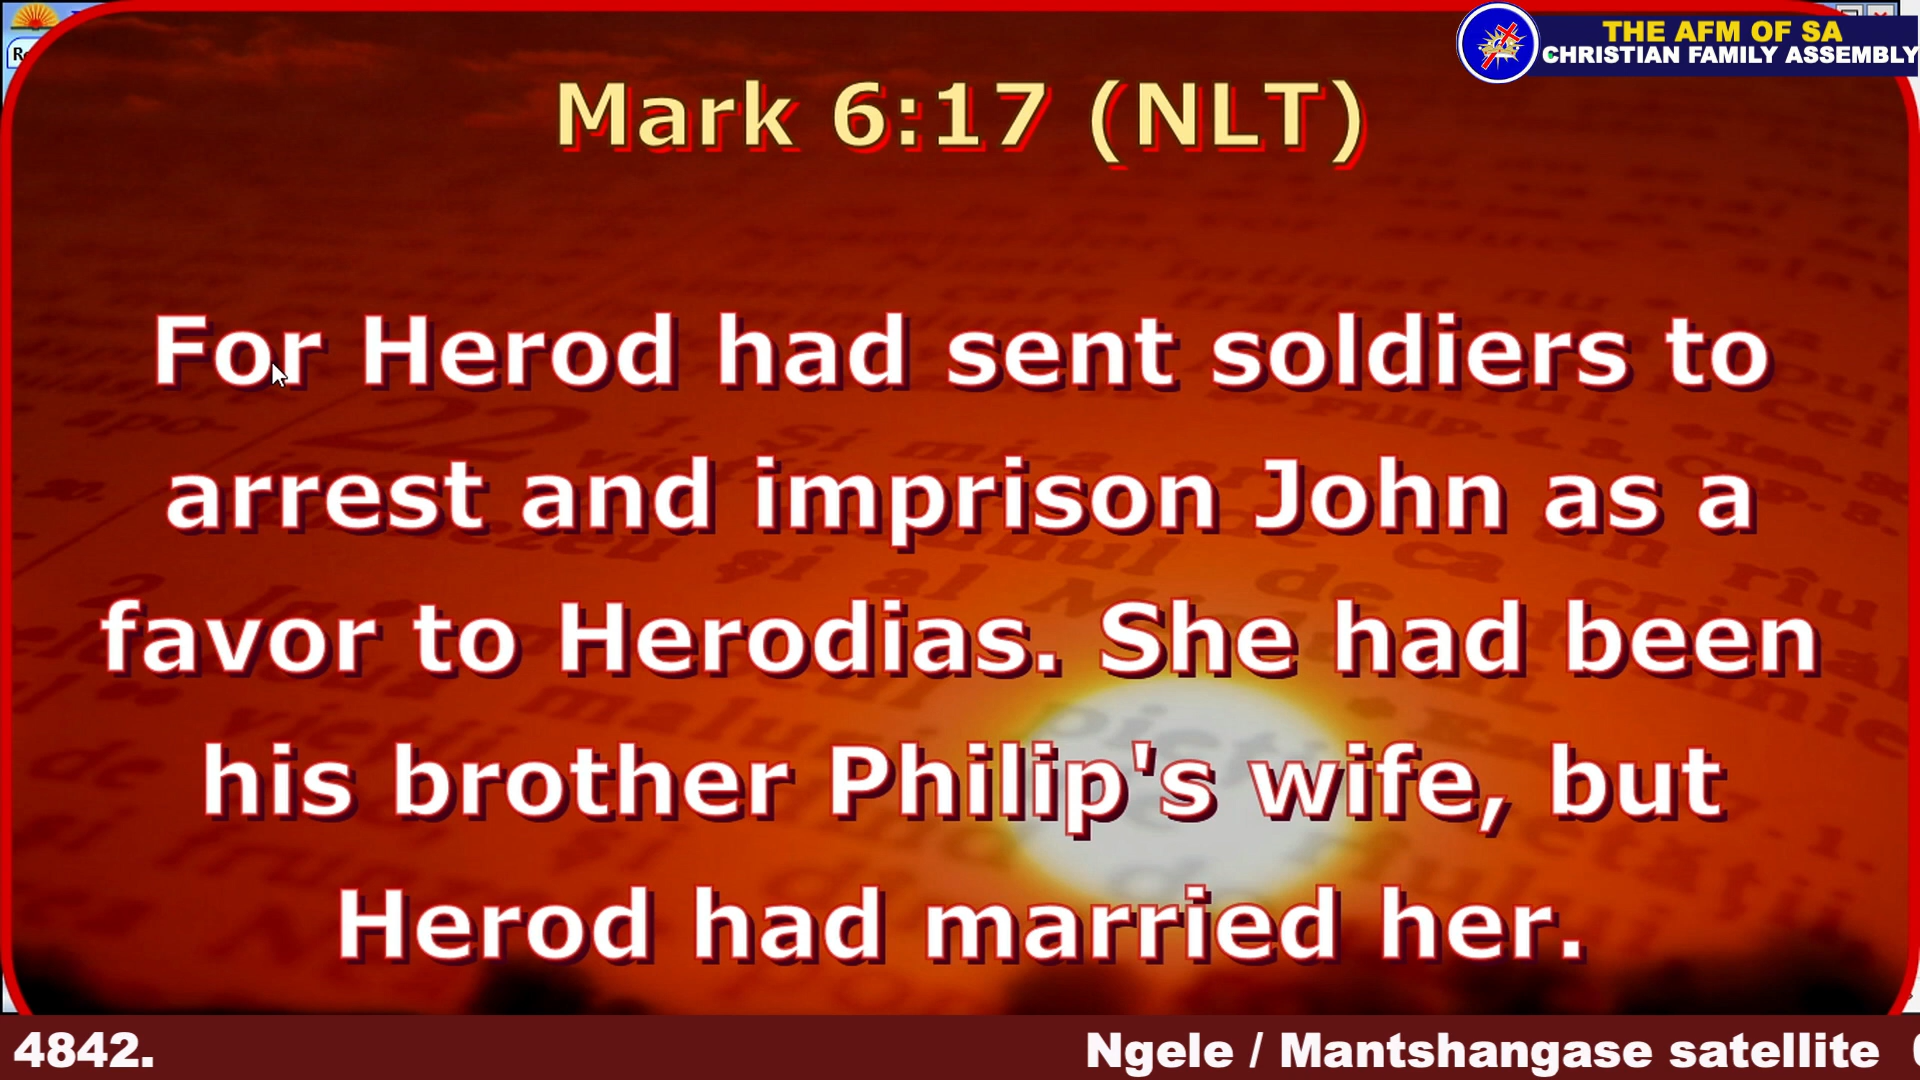 THE AFM OF SA
CHRISTIAN FAMILY ASSEMBLY
Mark 6:17 (NLT)
For Herod had sent soldiers to
arrest and imprison John as a
favor to Herodias. She had been
his brother Philip's wife, but
Herod had married her.
4842. Ngele / Mantshangase satellite